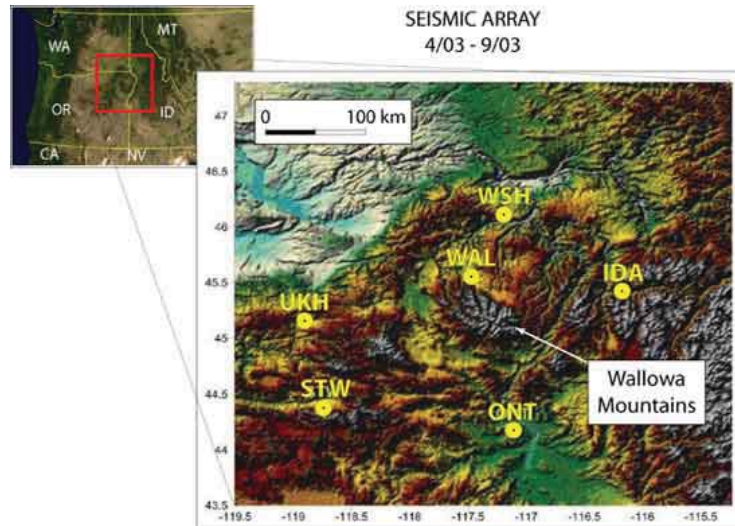 SEISMIC ARRAY
4/03 - 9/03
WA
MT
OR
ID
CA
NV
0 100 km
WSH
WAL
IDA
UKH
STW
ONT
Wallowa
Mountains
47
46.5
46
45.5
45
44.5
44
43.5
-119.5 -119 -118.5 -118 -117.5 -117 -116.5 -116 -115.5